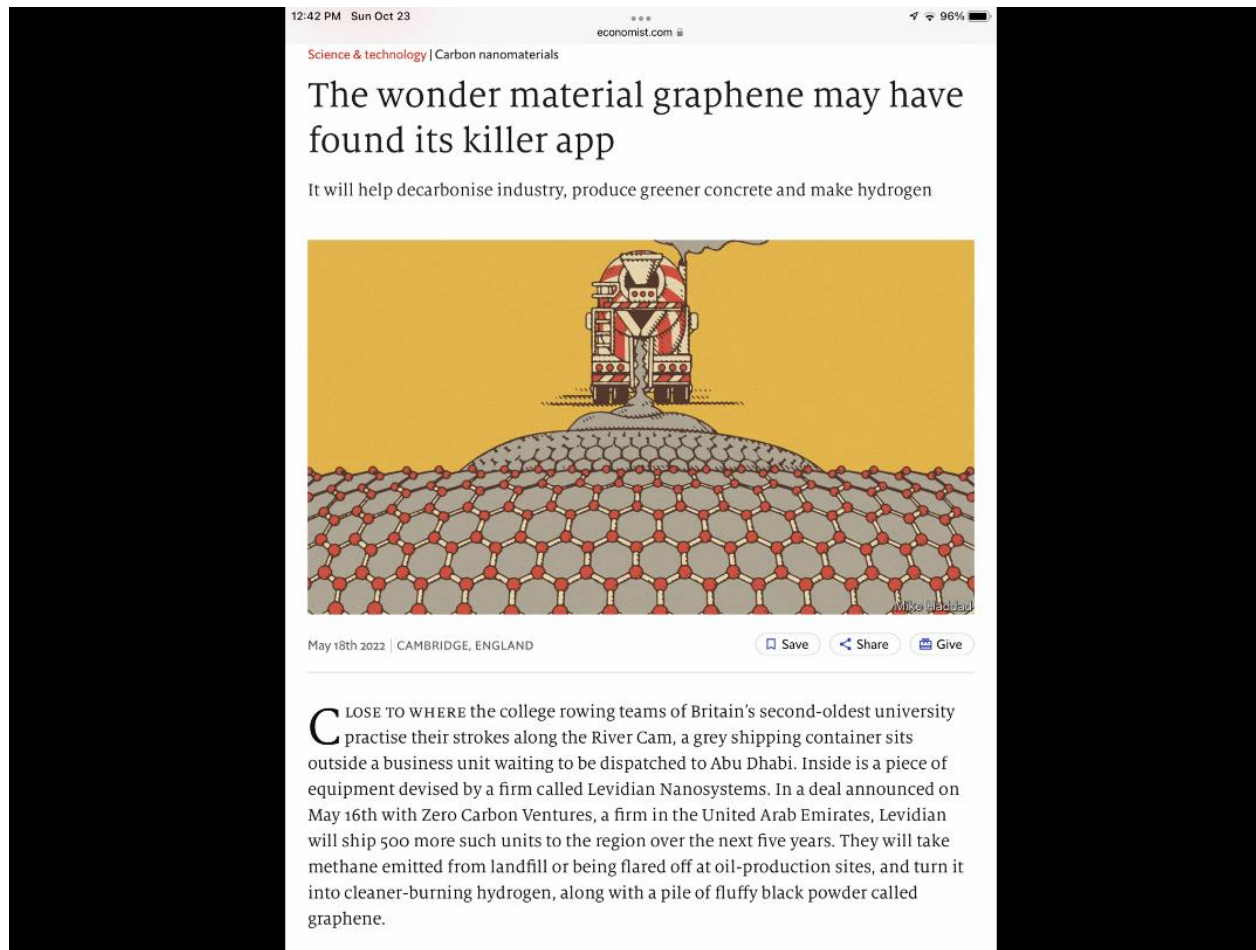 12:42 PM Sun Oct 23
96%
economist.com
Science & technology | Carbon nanomaterials
The wonder material graphene may have
found its killer app
It will help decarbonise industry, produce greener concrete and make hydrogen
Mike Haddad
May 18th 2022 | CAMBRIDGE, ENGLAND
Save
Share
Give
CLOSE TO WHERE the college rowing teams of Britain's second-oldest university
practise their strokes along the River Cam, a grey shipping container sits
outside a business unit waiting to be dispatched to Abu Dhabi. Inside is a piece of
equipment devised by a firm called Levidian Nanosystems. In a deal announced on
May 16th with Zero Carbon Ventures, a firm in the United Arab Emirates, Levidian
will ship 500 more such units to the region over the next five years. They will take
methane emitted from landfill or being flared off at oil-production sites, and turn it
into cleaner-burning hydrogen, along with a pile of fluffy black powder called
graphene.